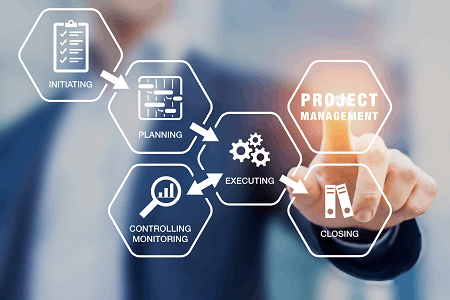 INITIATING
PLANNING
PROJECT
MANAGEMENT
EXECUTING
CONTROLLING
MONITORING
CLOSING